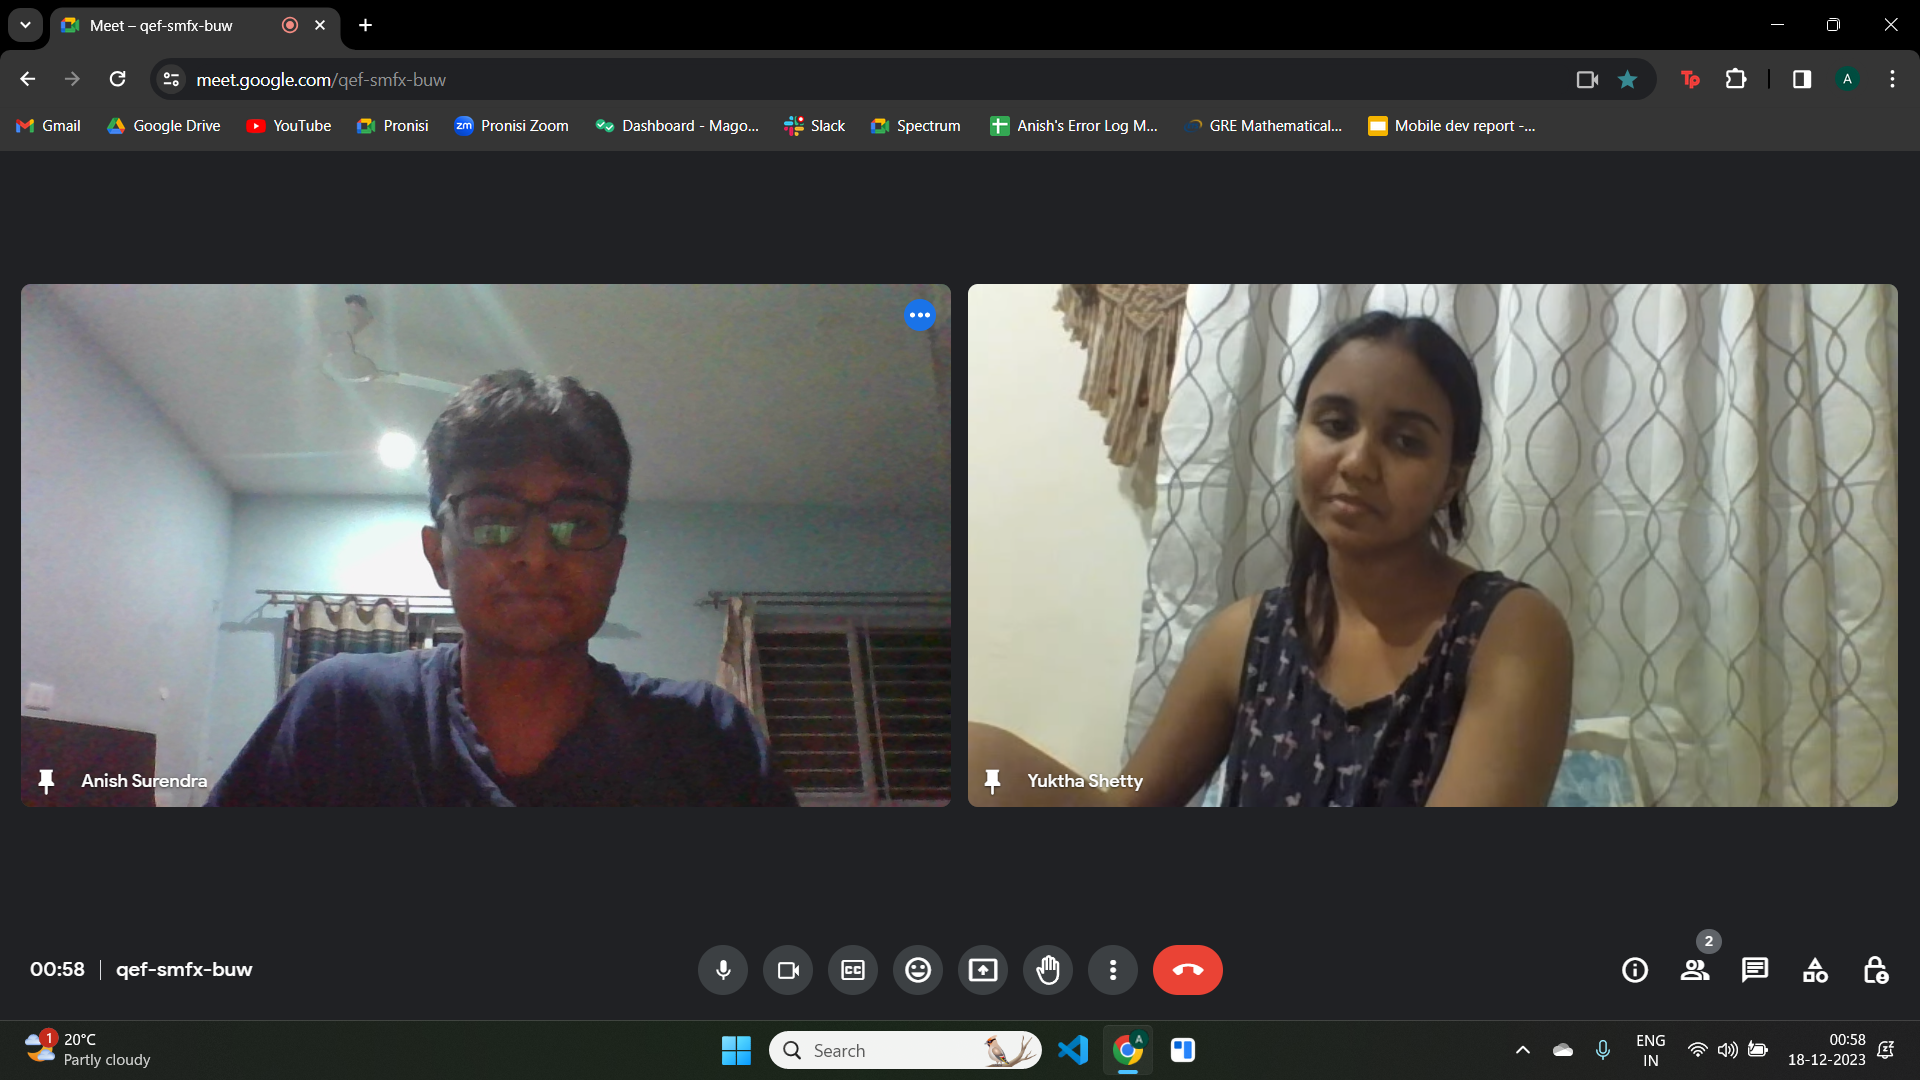 Meet – qef-smfx-buw
meet.google.com/qef-smfx-buw
A
Gmail
Google Drive
YouTube
Pronisi
zm Pronisi Zoom
Dashboard - Mago...
Slack
Spectrum
Anish's Error Log M...
GRE Mathematical...
Mobile dev report -...
Anish Surendra
Yuktha Shetty
00:58 | qef-smfx-buw
CC
2
1
20°C
Partly cloudy
Search
A
ENG
IN
00:58
18-12-2023